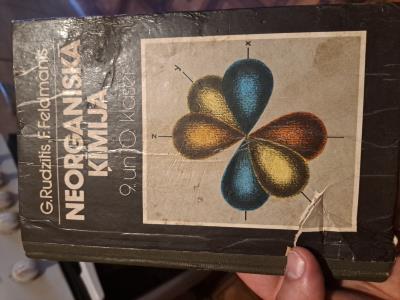 G. Rudzītis, F. Feldmanis
NEORGANISKĀ
ĶĪMIJA
9. un 10. klasei
X
Y
Z